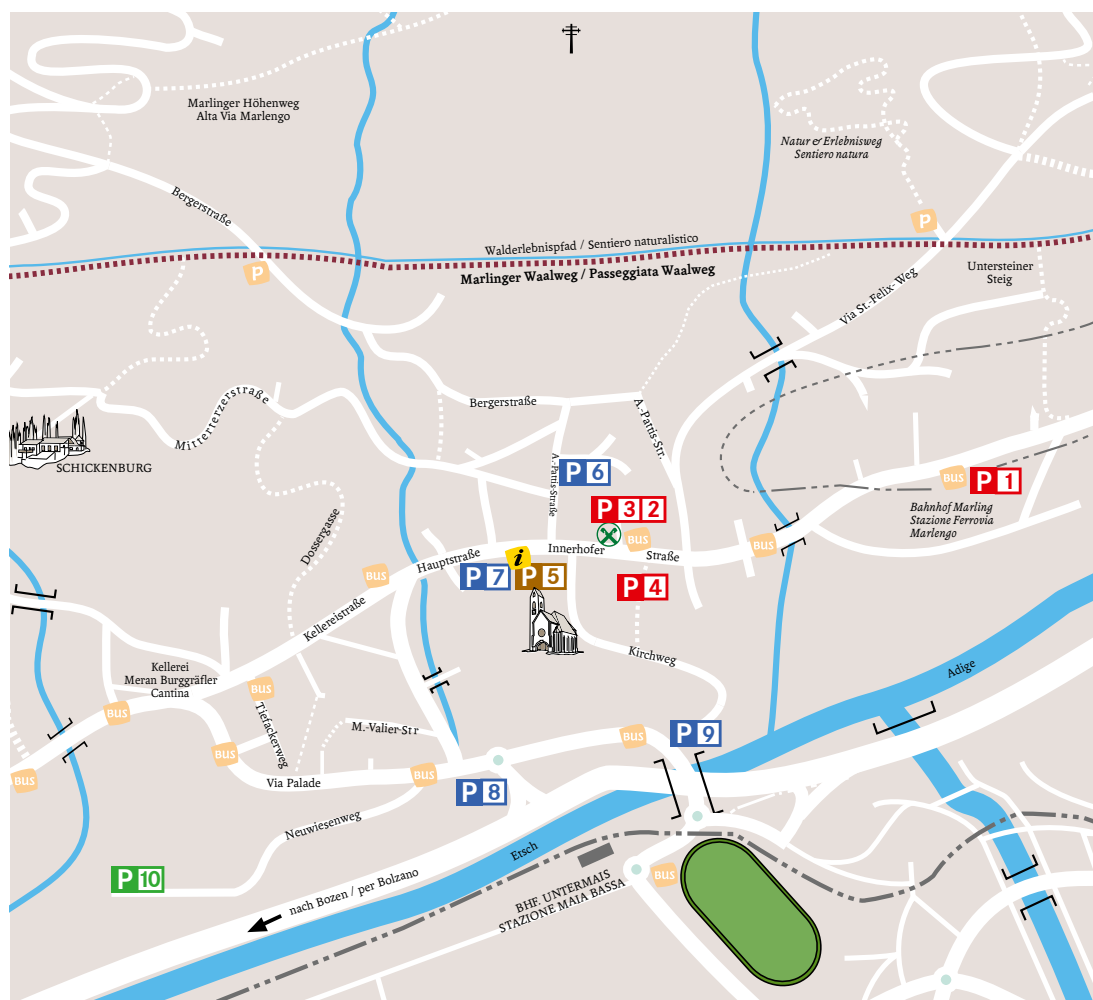 Marlinger Höhenweg
Alta Via Marlengo
Natur & Erlebnisweg
Sentiero natura
Bergerstraße
P
Walderlebnispfad / Sentiero naturalistico
Marlinger Waalweg / Passeggiata Waalweg
P
Untersteiner
Steig
Via St.-Felix-Weg
Bergerstraße
A.-Pattis-Str.
Mitterterzerstraße
SCHICKENBURG
A.-Pattis-Straße
P 6
BUS
P 1
P 3 2
Bahnhof Marling
Stazione Ferrovia
Marlengo
Dossergasse
BUS
BUS
Innerhofer
Straße
Hauptstraße
i
BUS
P 7
P 5
P 4
Kellereistraße
Kirchweg
Kellerei
Meran Burggräfler
Cantina
Adige
BUS
BUS
Tiefackerweg
M.-Valier-Str
BUS
P 9
BUS
BUS
BUS
Via Palade
P 8
Neuwiesenweg
Etsch
P 10
nach Bozen / per Bolzano
BHF. UNTERMAIS
STAZIONE MAIA BASSA
BUS